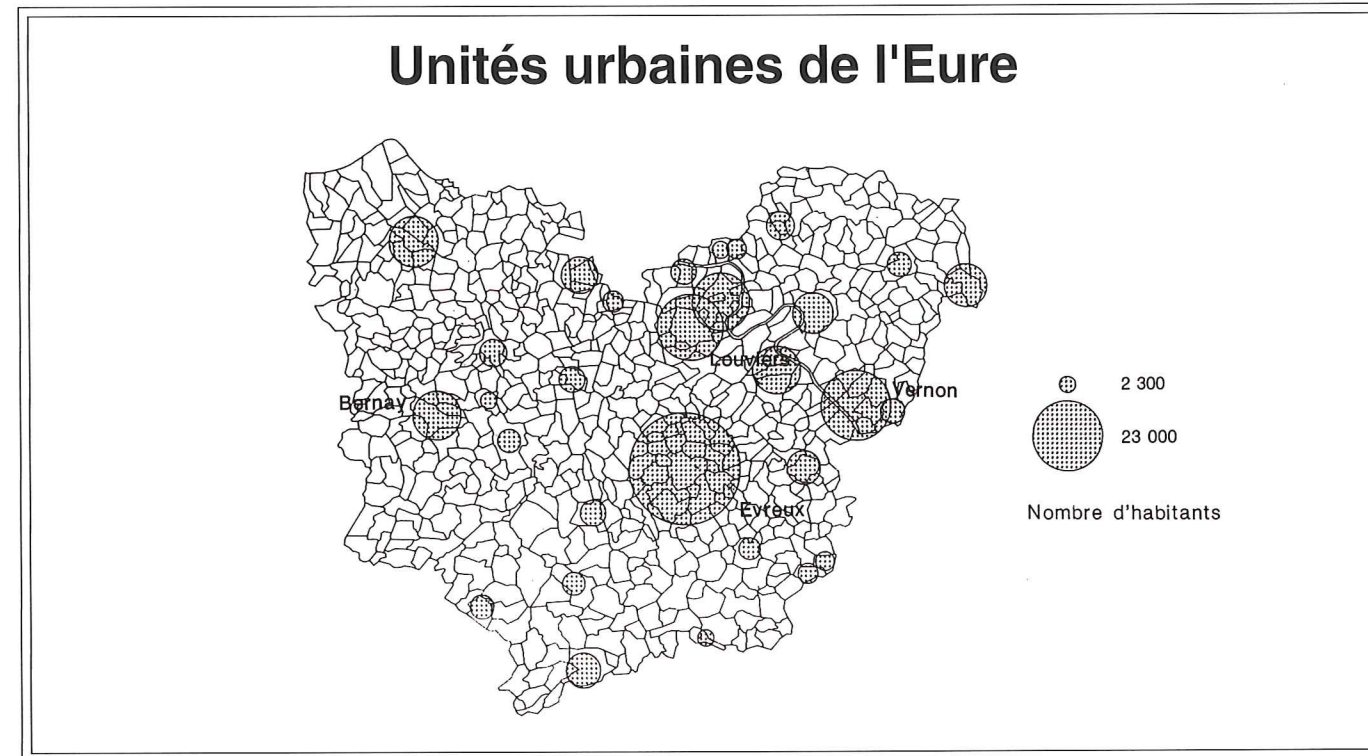 Unités urbaines de l'Eure
Louviers
Bernay
Vernon
Evreux
2 300
23 000
Nombre d'habitants